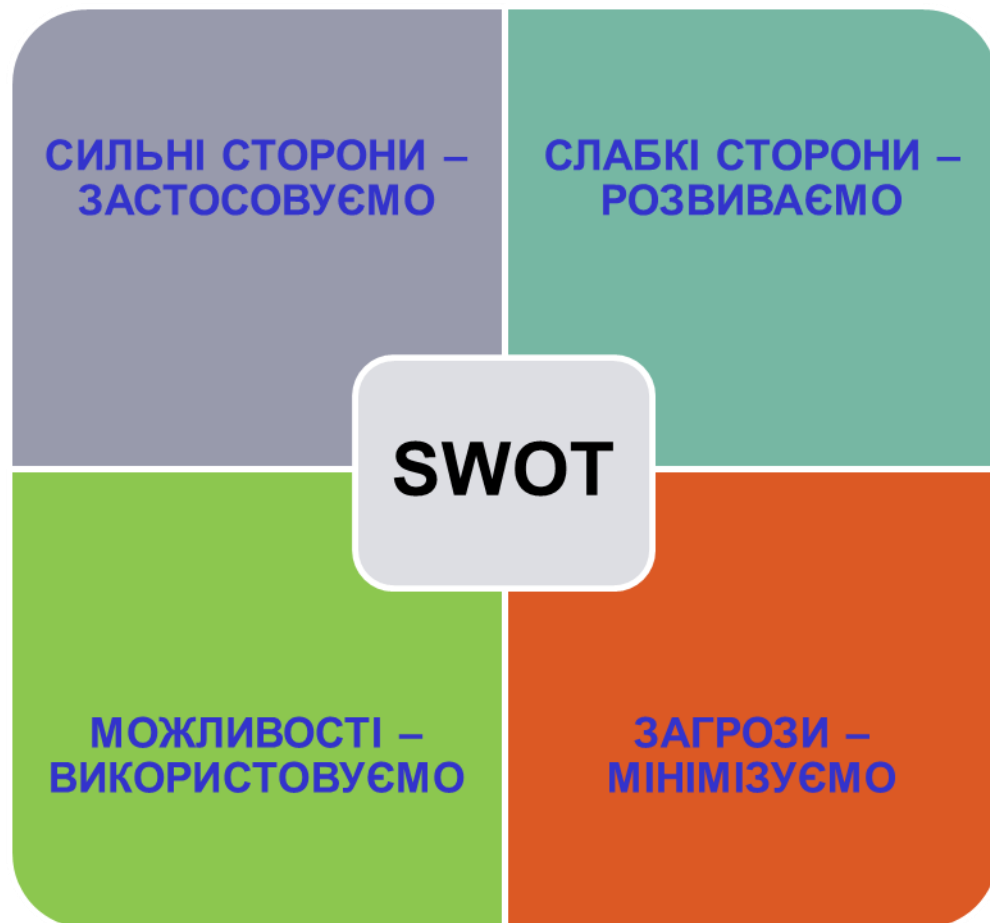 СИЛЬНІ СТОРОНИ –
ЗАСТОСОВУЄМО
СЛАБКІ СТОРОНИ –
РОЗВИВАЄМО
SWOT
МОЖЛИВОСТІ –
ВИКОРИСТОВУЄМО
ЗАГРОЗИ –
МІНІМІЗУЄМО